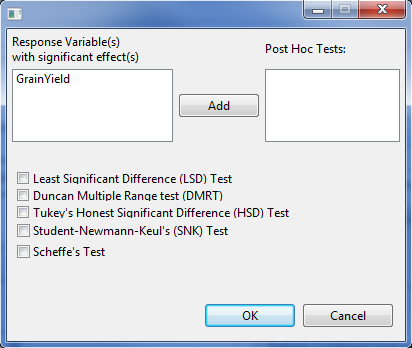 Response Variable(s)
with significant effect(s)
Post Hoc Tests:
GrainYield
Add
Least Significant Difference (LSD) Test
Duncan Multiple Range test (DMRT)
Tukey's Honest Significant Difference (HSD) Test
Student-Newmann-Keul's (SNK) Test
Scheffe's Test
OK
Cancel